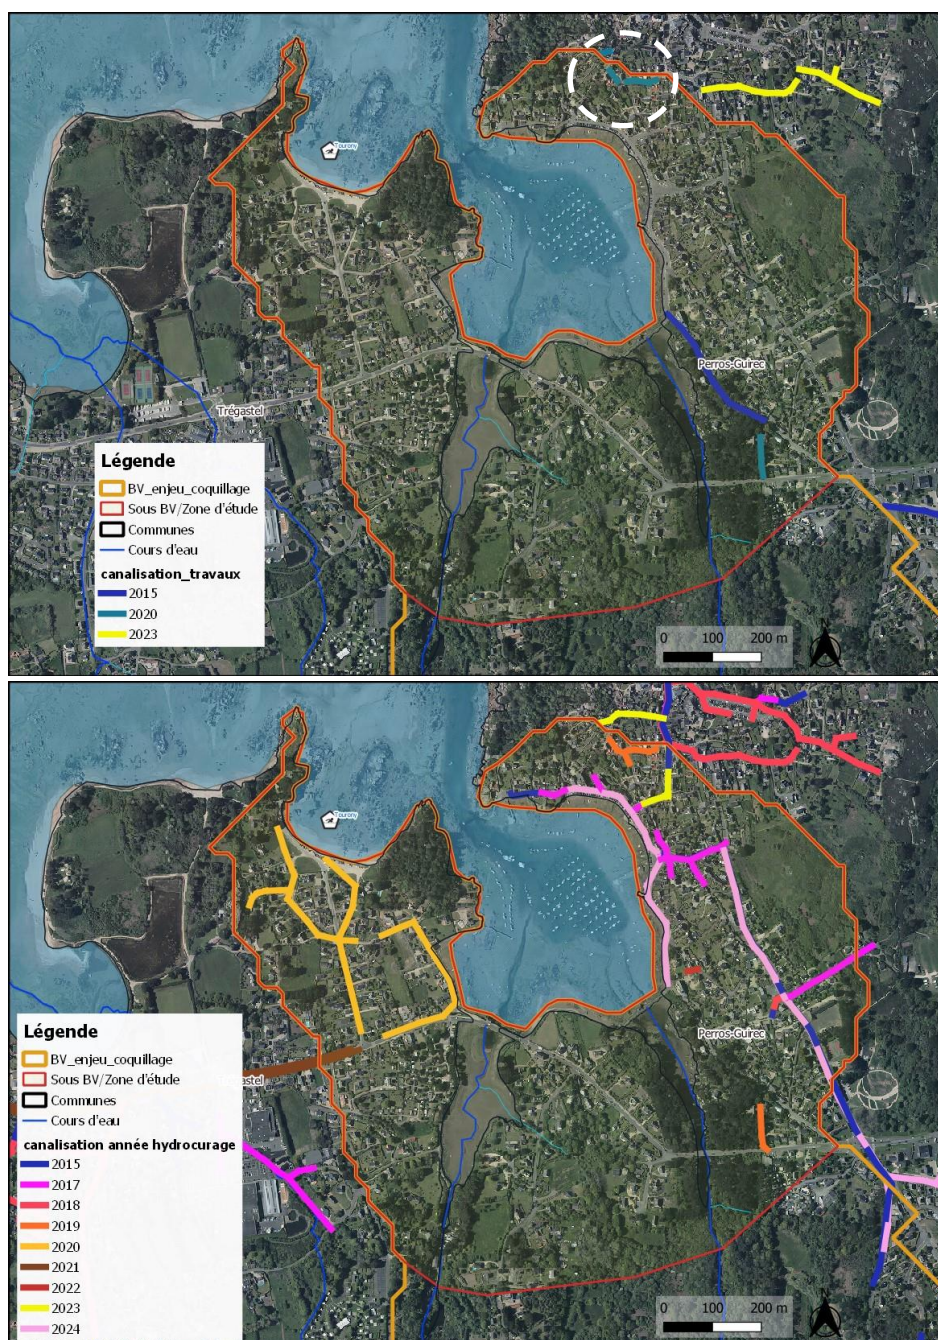 Tourony
Perros-Guirec
Trégastel
Légende
BV_enjeu_coquillage
Sous BV/Zone d'étude
Communes
Cours d'eau
canalisation_travaux
2015
2020
2023
0 100 200 m
N
Tourony
Perros-Guirec
Légende
BV_enjeu_coquillage
Sous BV/Zone d'étude
Communes
Cours d'eau
canalisation année hydrocurage
2015
2017
2018
2019
2020
2021
2022
2023
2024
0 100 200 m
N